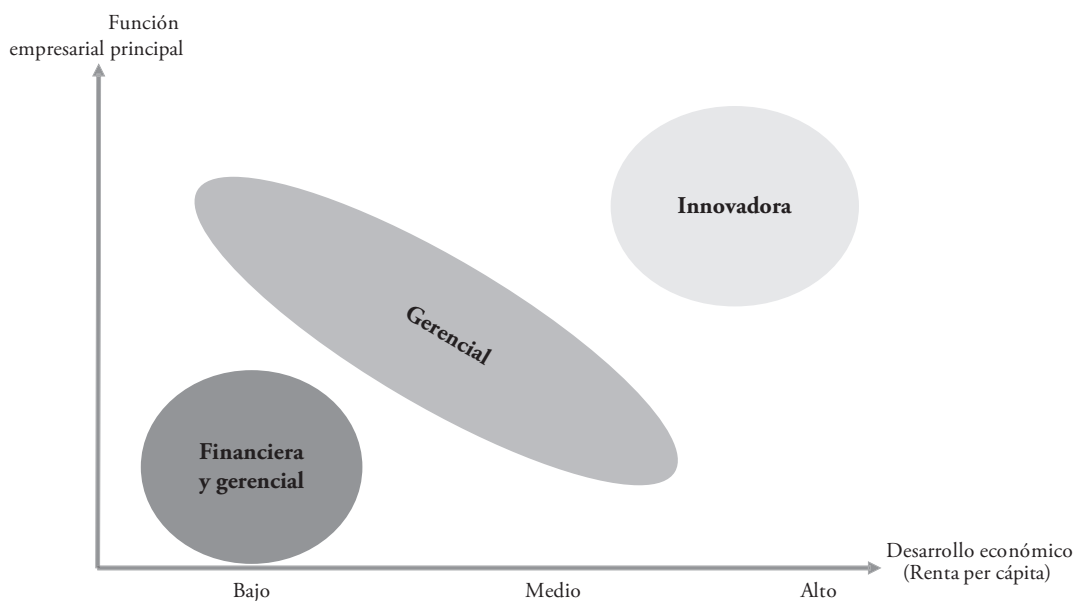 Función
empresarial principal
Innovadora
Gerencial
Financiera
y gerencial
Desarrollo económico
(Renta per cápita)
Bajo
Medio
Alto